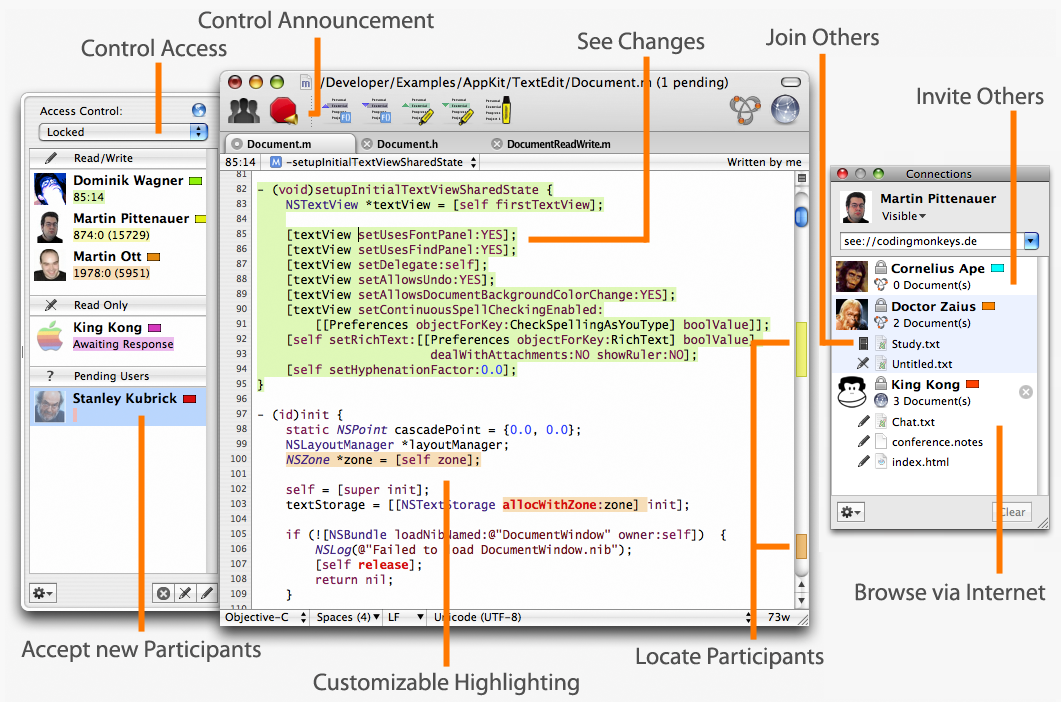 Control Announcement
Control Access
See Changes
Join Others
Invite Others
Access Control:
Locked
Read/Write
Dominik Wagner
85:14
Martin Pittenauer
874:0 (15729)
Martin Ott
1978:0 (5951)
Read Only
King Kong
Awaiting Response
? Pending Users
Stanley Kubrick
m /Developer/Examples/AppKit/TextEdit/Document.m (1 pending)
Document.m Document.h DocumentReadWrite.m
85:14 M -setupInitialTextViewSharedState Written by me
81
82 - (void)setupInitialTextViewSharedState {
83 NSTextView *textView = [self firstTextView];
84
85 [textView setUsesFontPanel:YES];
86 [textView setUsesFindPanel:YES];
87 [textView setDelegate:self];
88 [textView setAllowsUndo:YES];
89 [textView setAllowsDocumentBackgroundColorChange:YES];
90 [textView setContinuousSpellCheckingEnabled:
91 [[Preferences objectForKey:CheckSpellingAsYouType] boolValue]];
92 [self setRichText:[[Preferences objectForKey:RichText] boolValue]
93 dealWithAttachments:NO showRuler:NO];
94 [self setHyphenationFactor:0.0];
95 }
96
97 - (id)init {
98 static NSPoint cascadePoint = {0.0, 0.0};
99 NSLayoutManager *layoutManager;
100 NSZone *zone = [self zone];
101
102 self = [super init];
103 textStorage = [[NSTextStorage allocWithZone:zone] init];
104
105 if (![NSBundle loadNibNamed:@"DocumentWindow" owner:self]) {
106 NSLog(@"Failed to load DocumentWindow.nib");
107 [self release];
108 return nil;
109 }
110
Objective-C Spaces (4) LF Unicode (UTF-8) 73w
Connections
Martin Pittenauer
Visible
see://codingmonkeys.de
Cornelius Ape
0 Document(s)
Doctor Zaius
2 Document(s)
Study.txt
Untitled.txt
King Kong
3 Document(s)
Chat.txt
conference.notes
index.html
Clear
Browse via Internet
Accept new Participants
Locate Participants
Customizable Highlighting